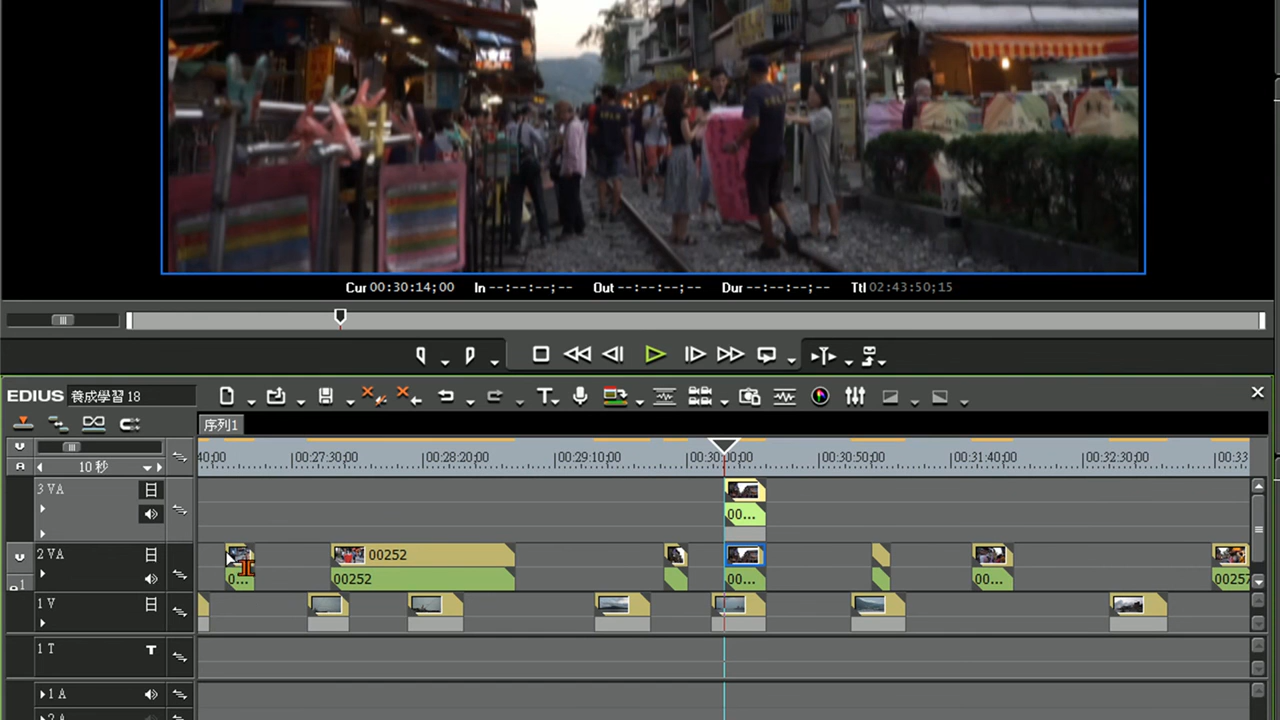 Cur 00:30:14;00 In --:--:--;-- Out --:--:--;-- Dur --:--:--;-- Ttl 02:43:50;15
EDIUS 養成學習 18
序列1
10 秒
40;00 00:27:30;00 00:28:20;00 00:29:10;00 00:30:00;00 00:30:50;00 00:31:40;00 00:32:30;00 00:33
3 VA
00...
2 VA
00252
0... 00252 00... 00... 00257
1
1 V
1 T T
1 A
2 A